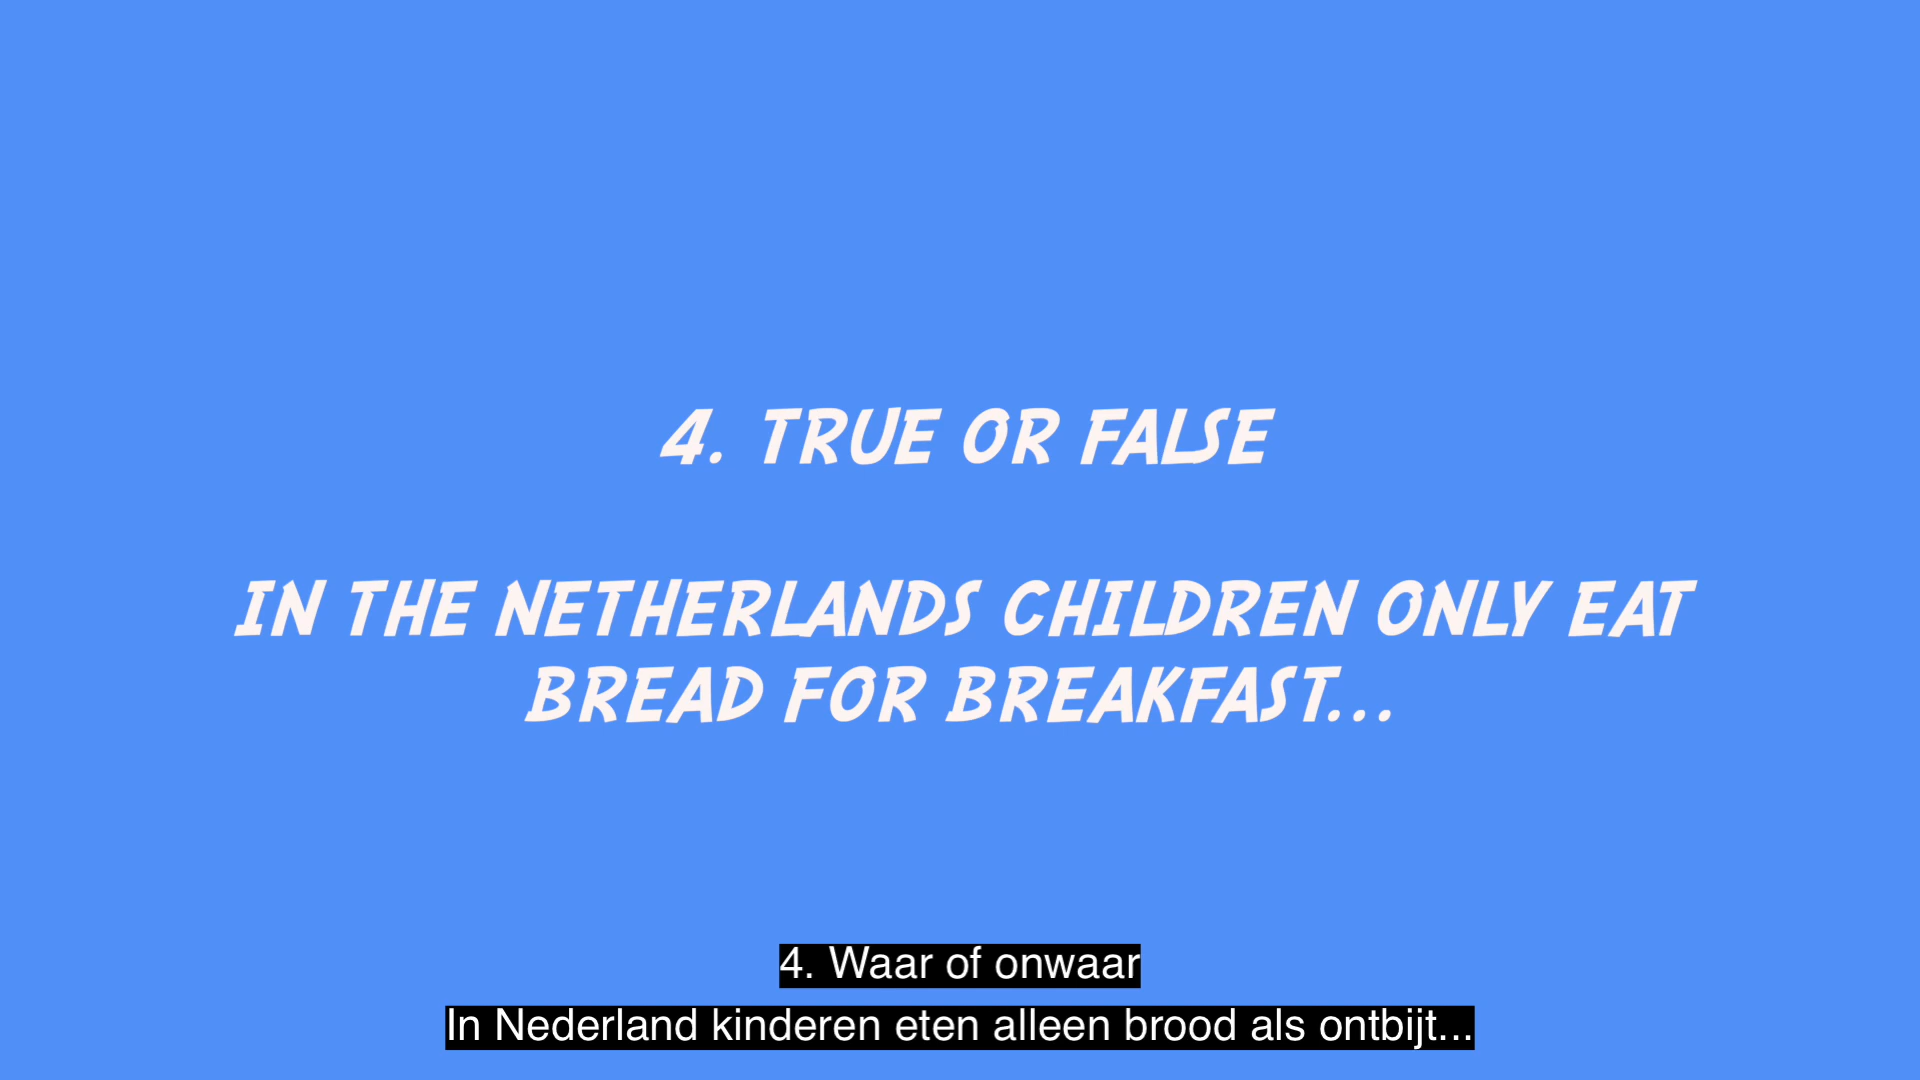 4. TRUE OR FALSE
IN THE NETHERLANDS CHILDREN ONLY EAT
BREAD FOR BREAKFAST...
4. Waar of onwaar
In Nederland kinderen eten alleen brood als ontbijt...